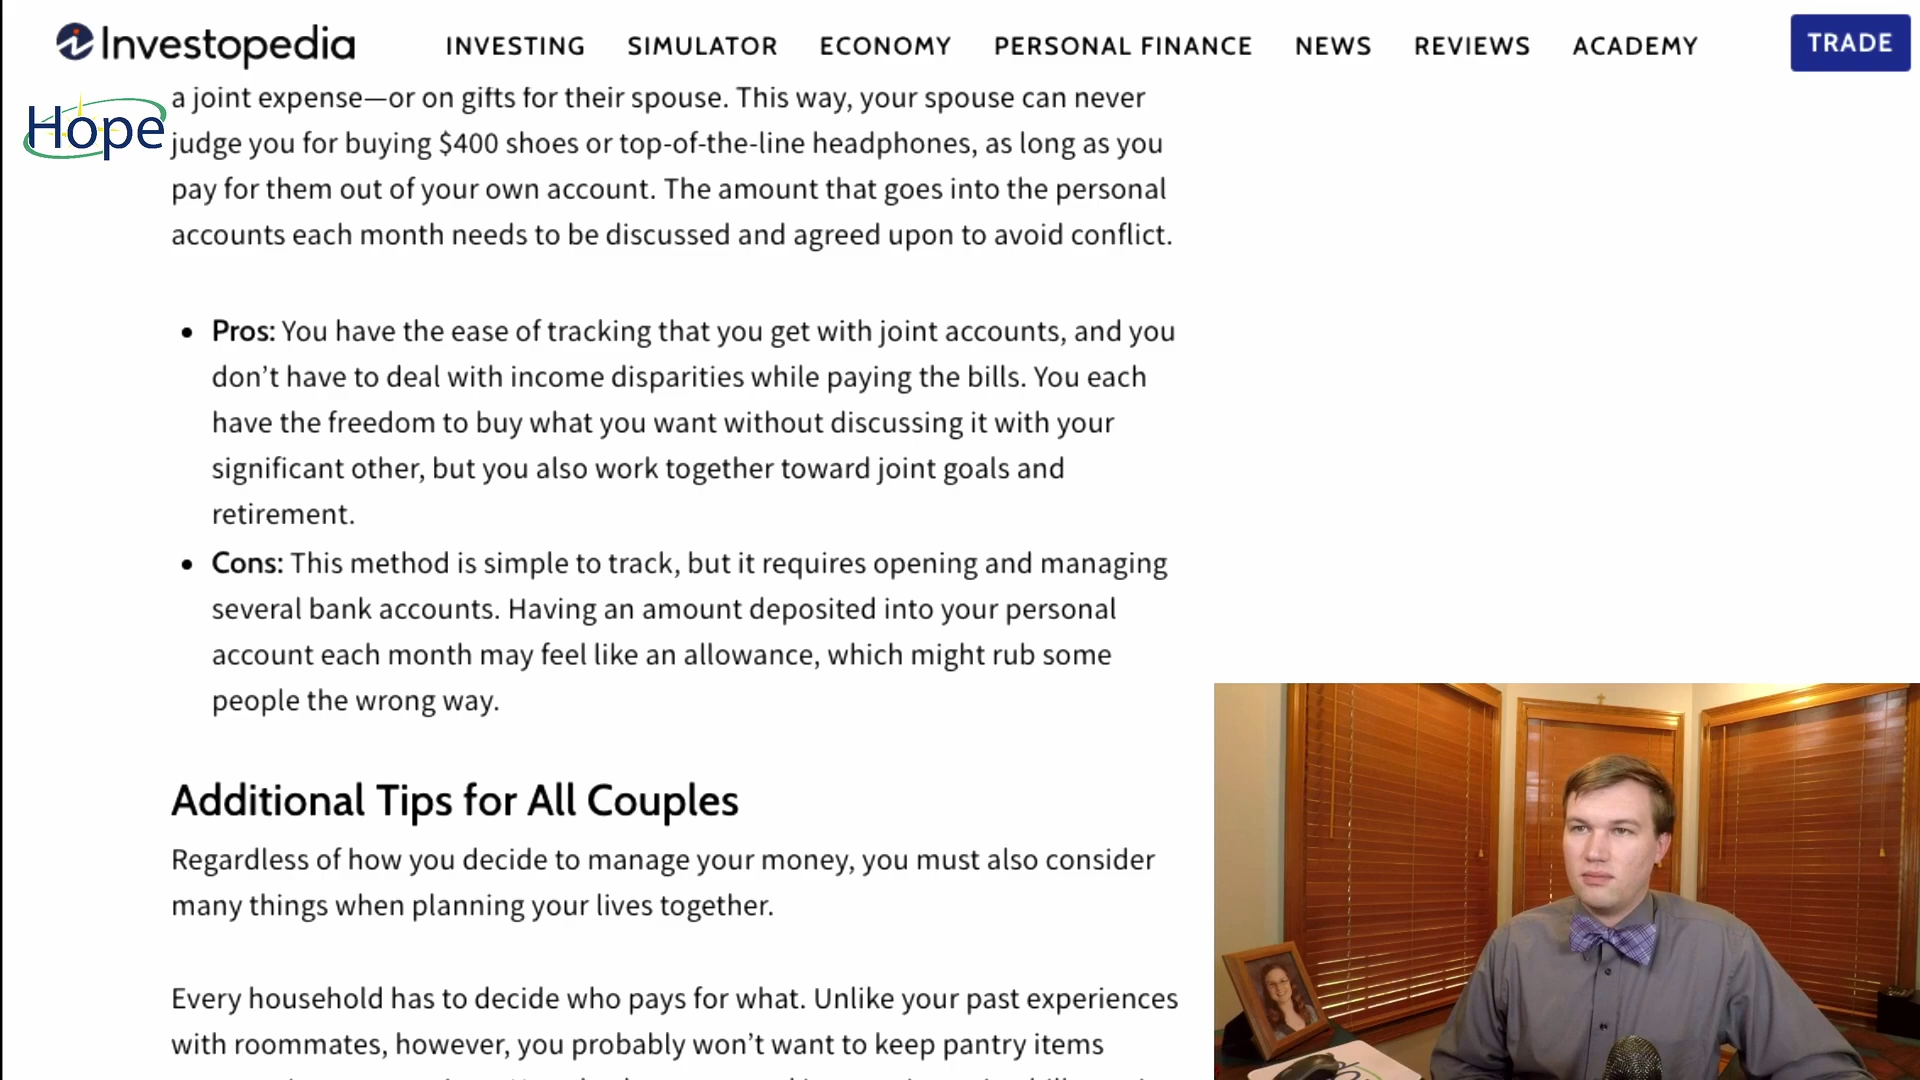 Investopedia
INVESTING SIMULATOR ECONOMY PERSONAL FINANCE NEWS REVIEWS ACADEMY TRADE
Hope
a joint expense—or on gifts for their spouse. This way, your spouse can never
judge you for buying $400 shoes or top-of-the-line headphones, as long as you
pay for them out of your own account. The amount that goes into the personal
accounts each month needs to be discussed and agreed upon to avoid conflict.
• Pros: You have the ease of tracking that you get with joint accounts, and you
don’t have to deal with income disparities while paying the bills. You each
have the freedom to buy what you want without discussing it with your
significant other, but you also work together toward joint goals and
retirement.
• Cons: This method is simple to track, but it requires opening and managing
several bank accounts. Having an amount deposited into your personal
account each month may feel like an allowance, which might rub some
people the wrong way.
Additional Tips for All Couples
Regardless of how you decide to manage your money, you must also consider
many things when planning your lives together.
Every household has to decide who pays for what. Unlike your past experiences
with roommates, however, you probably won’t want to keep pantry items